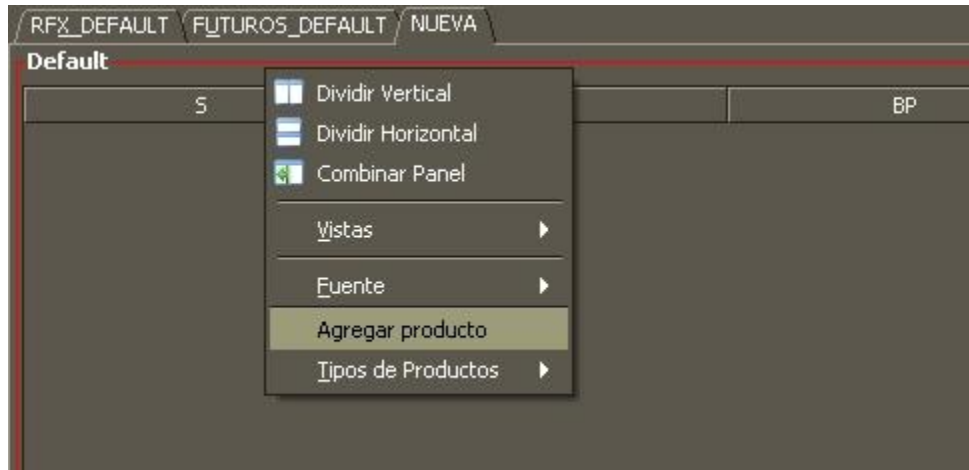 RFX_DEFAULT FUTUROS_DEFAULT NUEVA
Default
S BP
Dividir Vertical
Dividir Horizontal
Combinar Panel
Vistas
Fuente
Agregar producto
Tipos de Productos